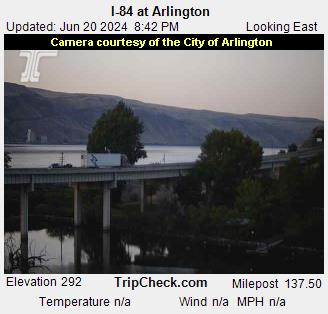 I-84 at Arlington
Updated: Jun 20 2024 8:42 PM Looking East
Camera courtesy of the City of Arlington
Elevation 292 TripCheck.com Milepost 137.50
Temperature n/a Wind n/a MPH n/a